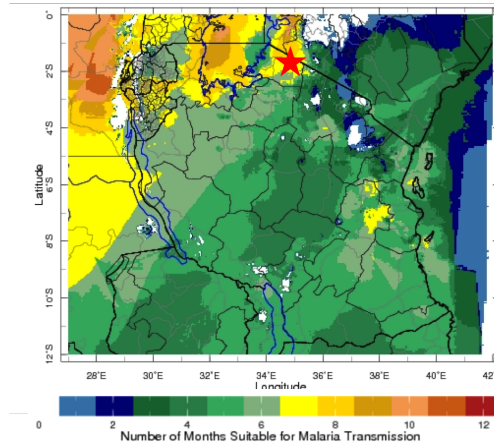 0°
2°S
4°S
6°S
8°S
10°S
12°S
Latitude
28°E 30°E 32°E 34°E 36°E 38°E 40°E 42°E
Longitude
0 2 4 6 8 10 12
Number of Months Suitable for Malaria Transmission